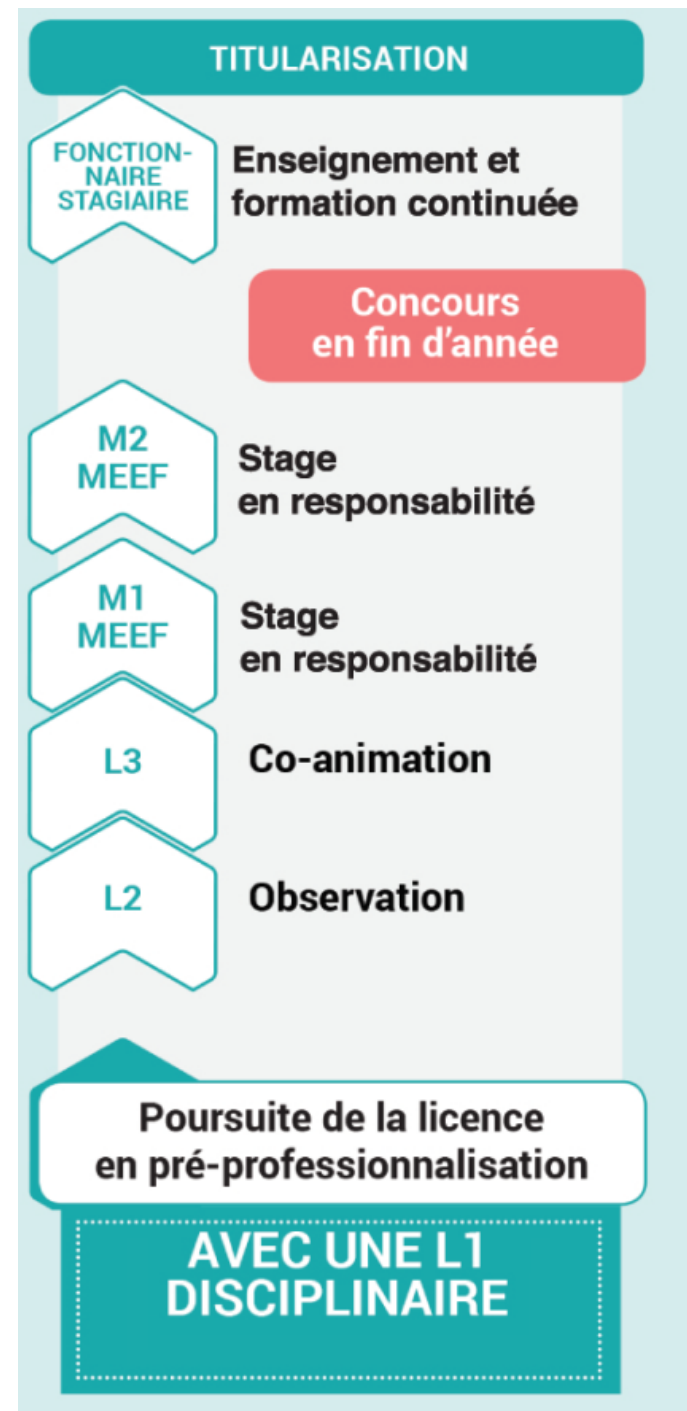 TITULARISATION
FONCTION-
NAIRE
STAGIAIRE
Enseignement et
formation continuée
Concours
en fin d’année
M2
MEEF
Stage
en responsabilité
M1
MEEF
Stage
en responsabilité
L3
Co-animation
L2
Observation
Poursuite de la licence
en pré-professionnalisation
AVEC UNE L1
DISCIPLINAIRE